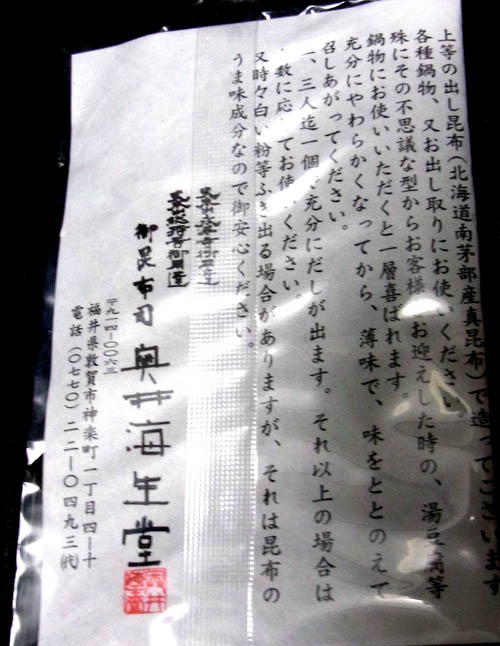 上等の出し昆布(北海道南茅部産真昆布)で造ってございます
各種鍋物、又お出し取りにお使いください。
殊にその不思議な型からお客様をお迎えした時の、湯豆腐等
鍋物にお使いいただくと一層喜ばれます。
充分にやわらかくなってから、薄味で、味をととのえて
召しあがってください。
一、三人迄一個で充分にだしが出ます。それ以上の場合は
数に応じてお使いください。
又時々白い粉等ふき出る場合がありますが、それは昆布の
うま味成分なので御安心ください。
御昆布司 奥井海生堂
〒九一四-〇〇六三
福井県敦賀市神楽町一丁目四-十
電話(〇七七〇)二二-〇四九三(代)